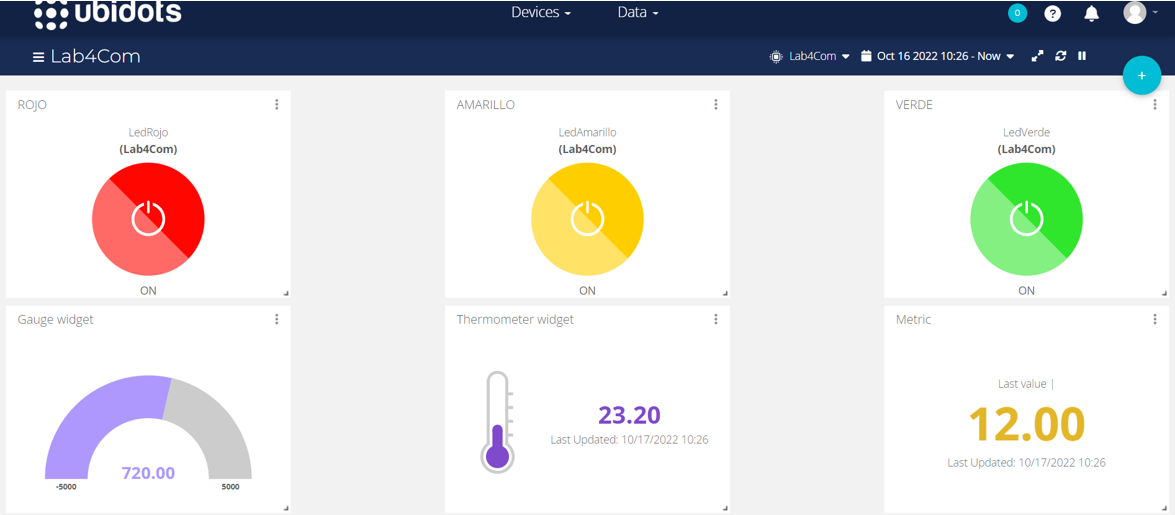 ubidots
Devices
Data
0
?
Lab4Com
Lab4Com
Oct 16 2022 10:26 - Now
+
ROJO
LedRojo
(Lab4Com)
ON
AMARILLO
LedAmarillo
(Lab4Com)
ON
VERDE
LedVerde
(Lab4Com)
ON
Gauge widget
720.00
-5000
5000
Thermometer widget
23.20
Last Updated: 10/17/2022 10:26
Metric
Last value |
12.00
Last Updated: 10/17/2022 10:26